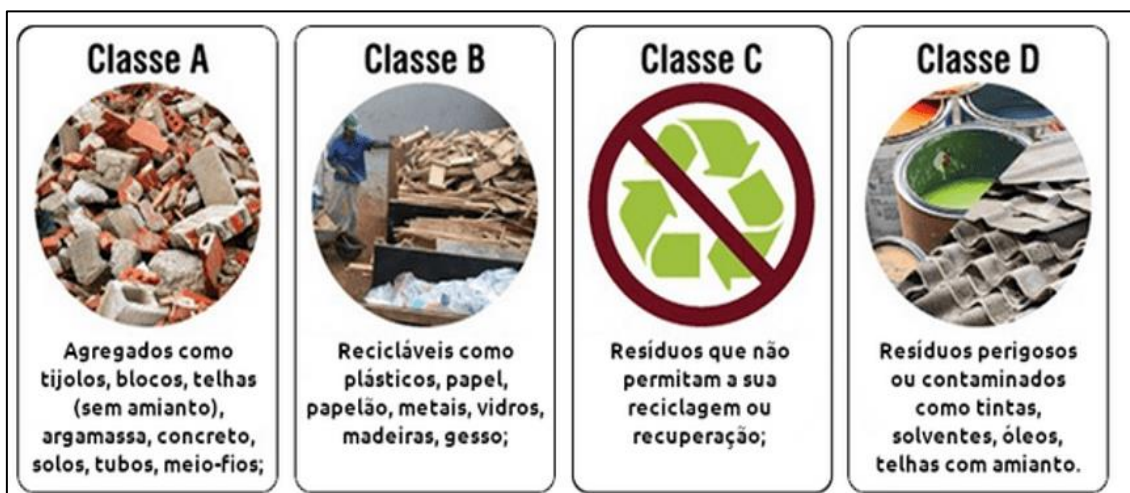 Classe A
Agregados como
tijolos, blocos, telhas
(sem amianto),
argamassa, concreto,
solos, tubos, meio-fios;
Classe B
Recicláveis como
plásticos, papel,
papelão, metais, vidros,
madeiras, gesso;
Classe C
Resíduos que não
permitam a sua
reciclagem ou
recuperação;
Classe D
Resíduos perigosos
ou contaminados
como tintas,
solventes, óleos,
telhas com amianto.